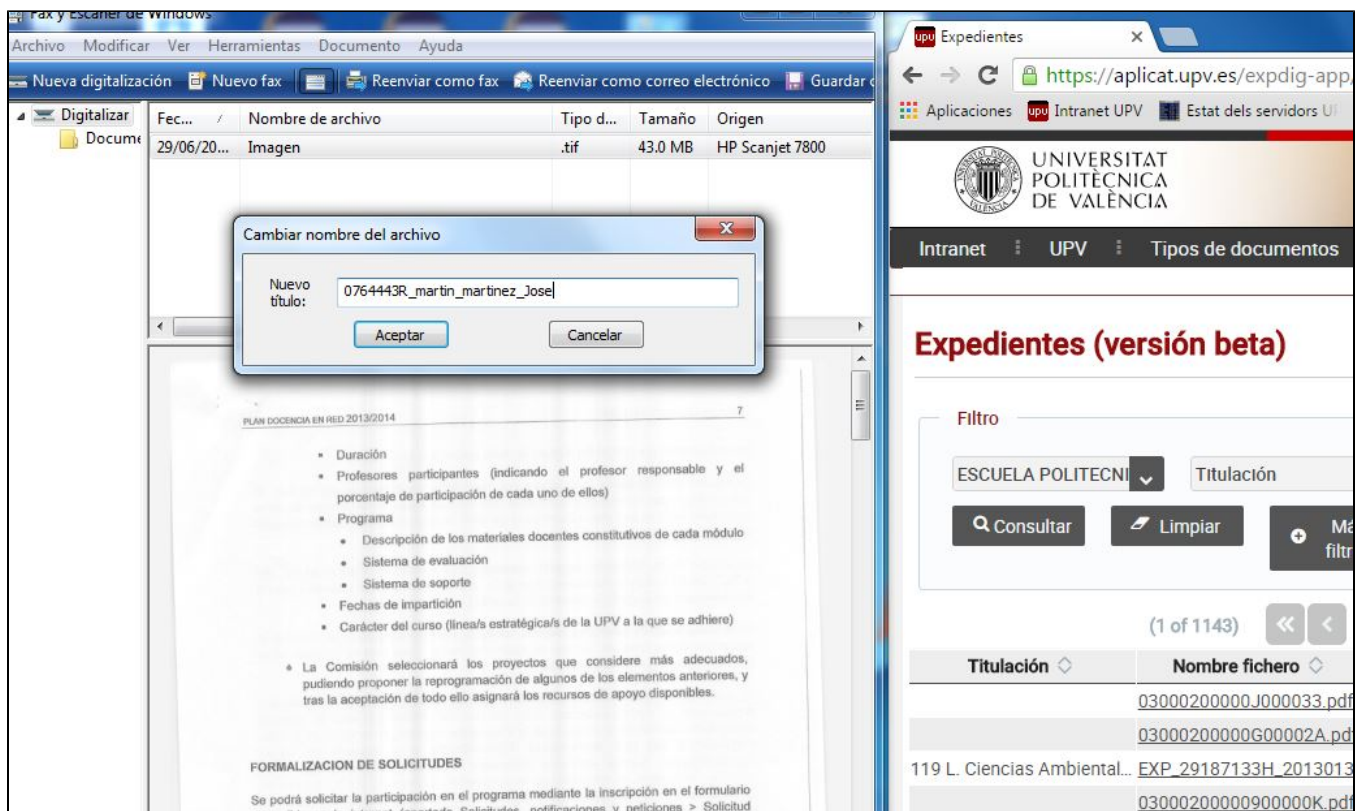 Fax y Escáner de Windows
Archivo Modificar Ver Herramientas Documento Ayuda
Nueva digitalización Nuevo fax Reenviar como fax Reenviar como correo electrónico Guardar
Digitalizar
Docume
Fec... Nombre de archivo Tipo d... Tamaño Origen
29/06/20... Imagen .tif 43.0 MB HP Scanjet 7800
Cambiar nombre del archivo
Nuevo título:
0764443R_martin_martinez_Jose
Aceptar Cancelar
PLAN DOCENCIA EN RED 2013/2014 7
• Duración
• Profesores participantes (indicando el profesor responsable y el
porcentaje de participación de cada uno de ellos)
• Programa
• Descripción de los materiales docentes constitutivos de cada módulo
• Sistema de evaluación
• Sistema de soporte
• Fechas de impartición
• Carácter del curso (línea/s estratégica/s de la UPV a la que se adhiere)
• La Comisión seleccionará los proyectos que considere más adecuados,
pudiendo proponer la reprogramación de algunos de los elementos anteriores, y
tras la aceptación de todo ello asignará los recursos de apoyo disponibles.
FORMALIZACION DE SOLICITUDES
Se podrá solicitar la participación en el programa mediante la inscripción en el formulario
Solicitudes, notificaciones y peticiones > Solicitud
upv Expedientes
https://aplicat.upv.es/expdig-app/
Aplicaciones upv Intranet UPV Estat dels servidors U
UNIVERSITAT
POLITÈCNICA
DE VALÈNCIA
Intranet UPV Tipos de documentos
Expedientes (versión beta)
Filtro
ESCUELA POLITECNI Titulación
Consultar Limpiar Má
filtr
(1 of 1143)
Titulación Nombre fichero
03000200000J000033.pdf
03000200000G00002A.pd
119 L. Ciencias Ambiental... EXP_29187133H_2013013
03000200000900000K.pdf